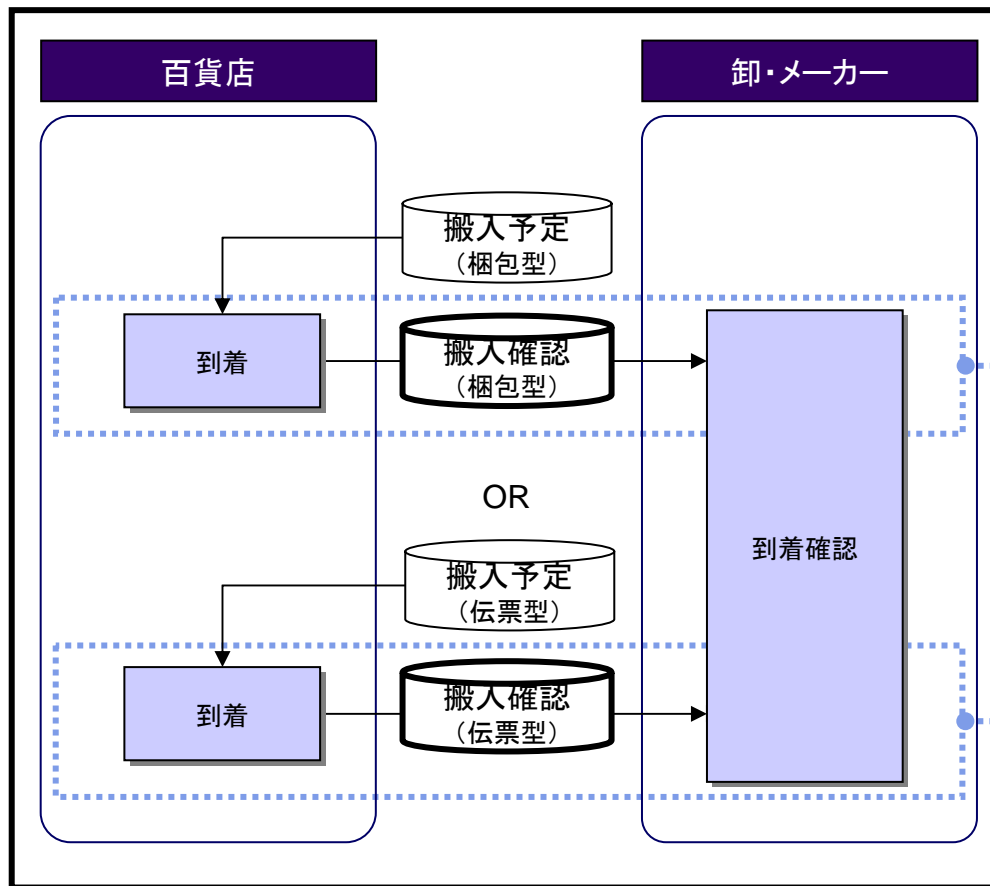 百貨店
卸・メーカー
搬入予定
（梱包型）
到着
搬入確認
（梱包型）
OR
到着確認
搬入予定
（伝票型）
到着
搬入確認
（伝票型）